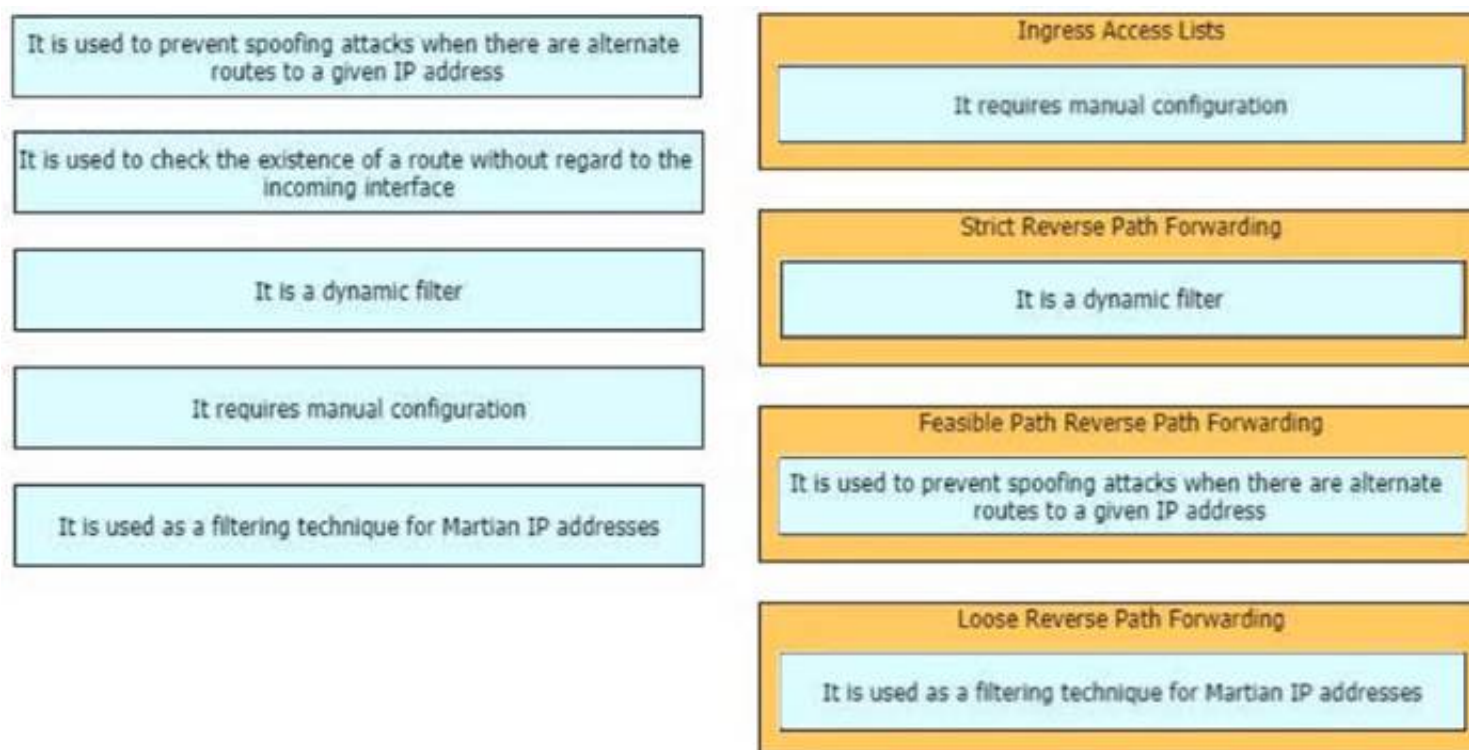 It is used to prevent spoofing attacks when there are alternate
routes to a given IP address
It is used to check the existence of a route without regard to the
incoming interface
It is a dynamic filter
It requires manual configuration
It is used as a filtering technique for Martian IP addresses
Ingress Access Lists
It requires manual configuration
Strict Reverse Path Forwarding
It is a dynamic filter
Feasible Path Reverse Path Forwarding
It is used to prevent spoofing attacks when there are alternate
routes to a given IP address
Loose Reverse Path Forwarding
It is used as a filtering technique for Martian IP addresses